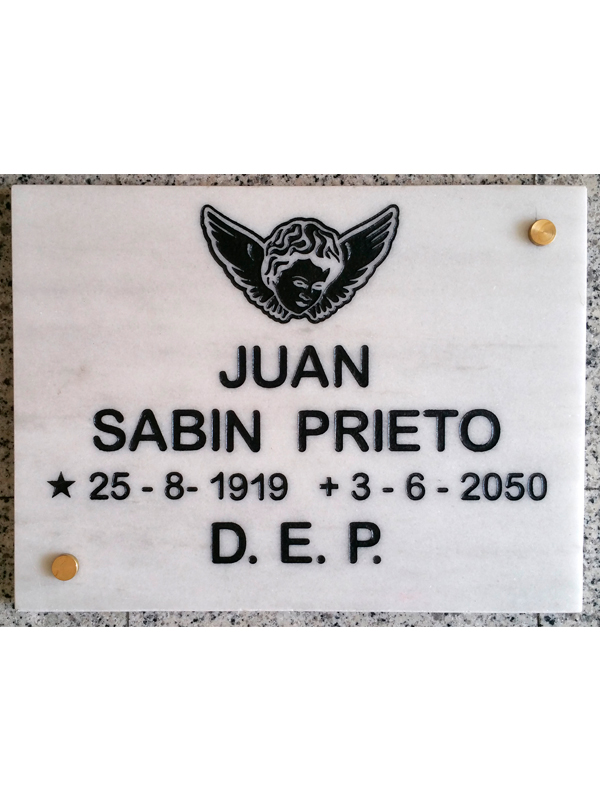 JUAN
SABIN PRIETO
★ 25 - 8- 1919 + 3 - 6 - 2050
D. E. P.